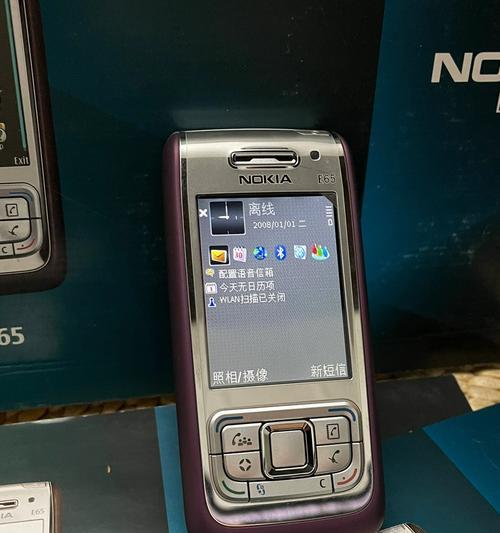 NO
Exit
C
65
NOKIA E65
离线
2008/01/01 二
配置语音信箱
今天无日历项
WLAN扫描已关闭
照相/摄像 新短信
C
E65